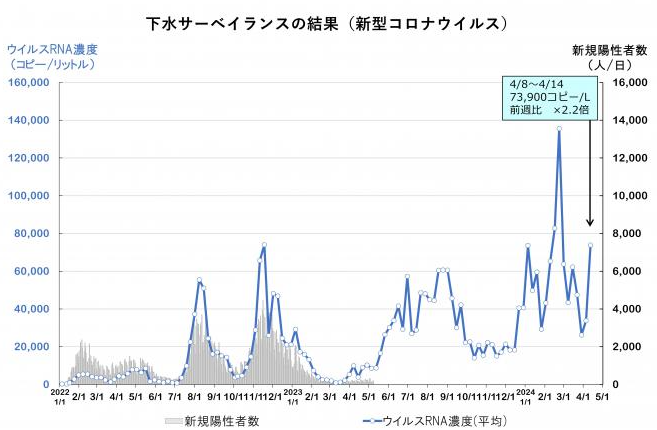 下水サーベイランスの結果（新型コロナウイルス）
ウイルスRNA濃度
（コピー/リットル）
新規陽性者数
（人/日）
4/8～4/14
73,900コピー/L
前週比　×2.2倍
160,000
140,000
120,000
100,000
80,000
60,000
40,000
20,000
0
16,000
14,000
12,000
10,000
8,000
6,000
4,000
2,000
0
2022 2023 2024
1/1 2/1 3/1 4/1 5/1 6/1 7/1 8/1 9/1 10/1 11/1 12/1 1/1 2/1 3/1 4/1 5/1 6/1 7/1 8/1 9/1 10/1 11/1 12/1 1/1 2/1 3/1 4/1 5/1
新規陽性者数 ウイルスRNA濃度(平均)